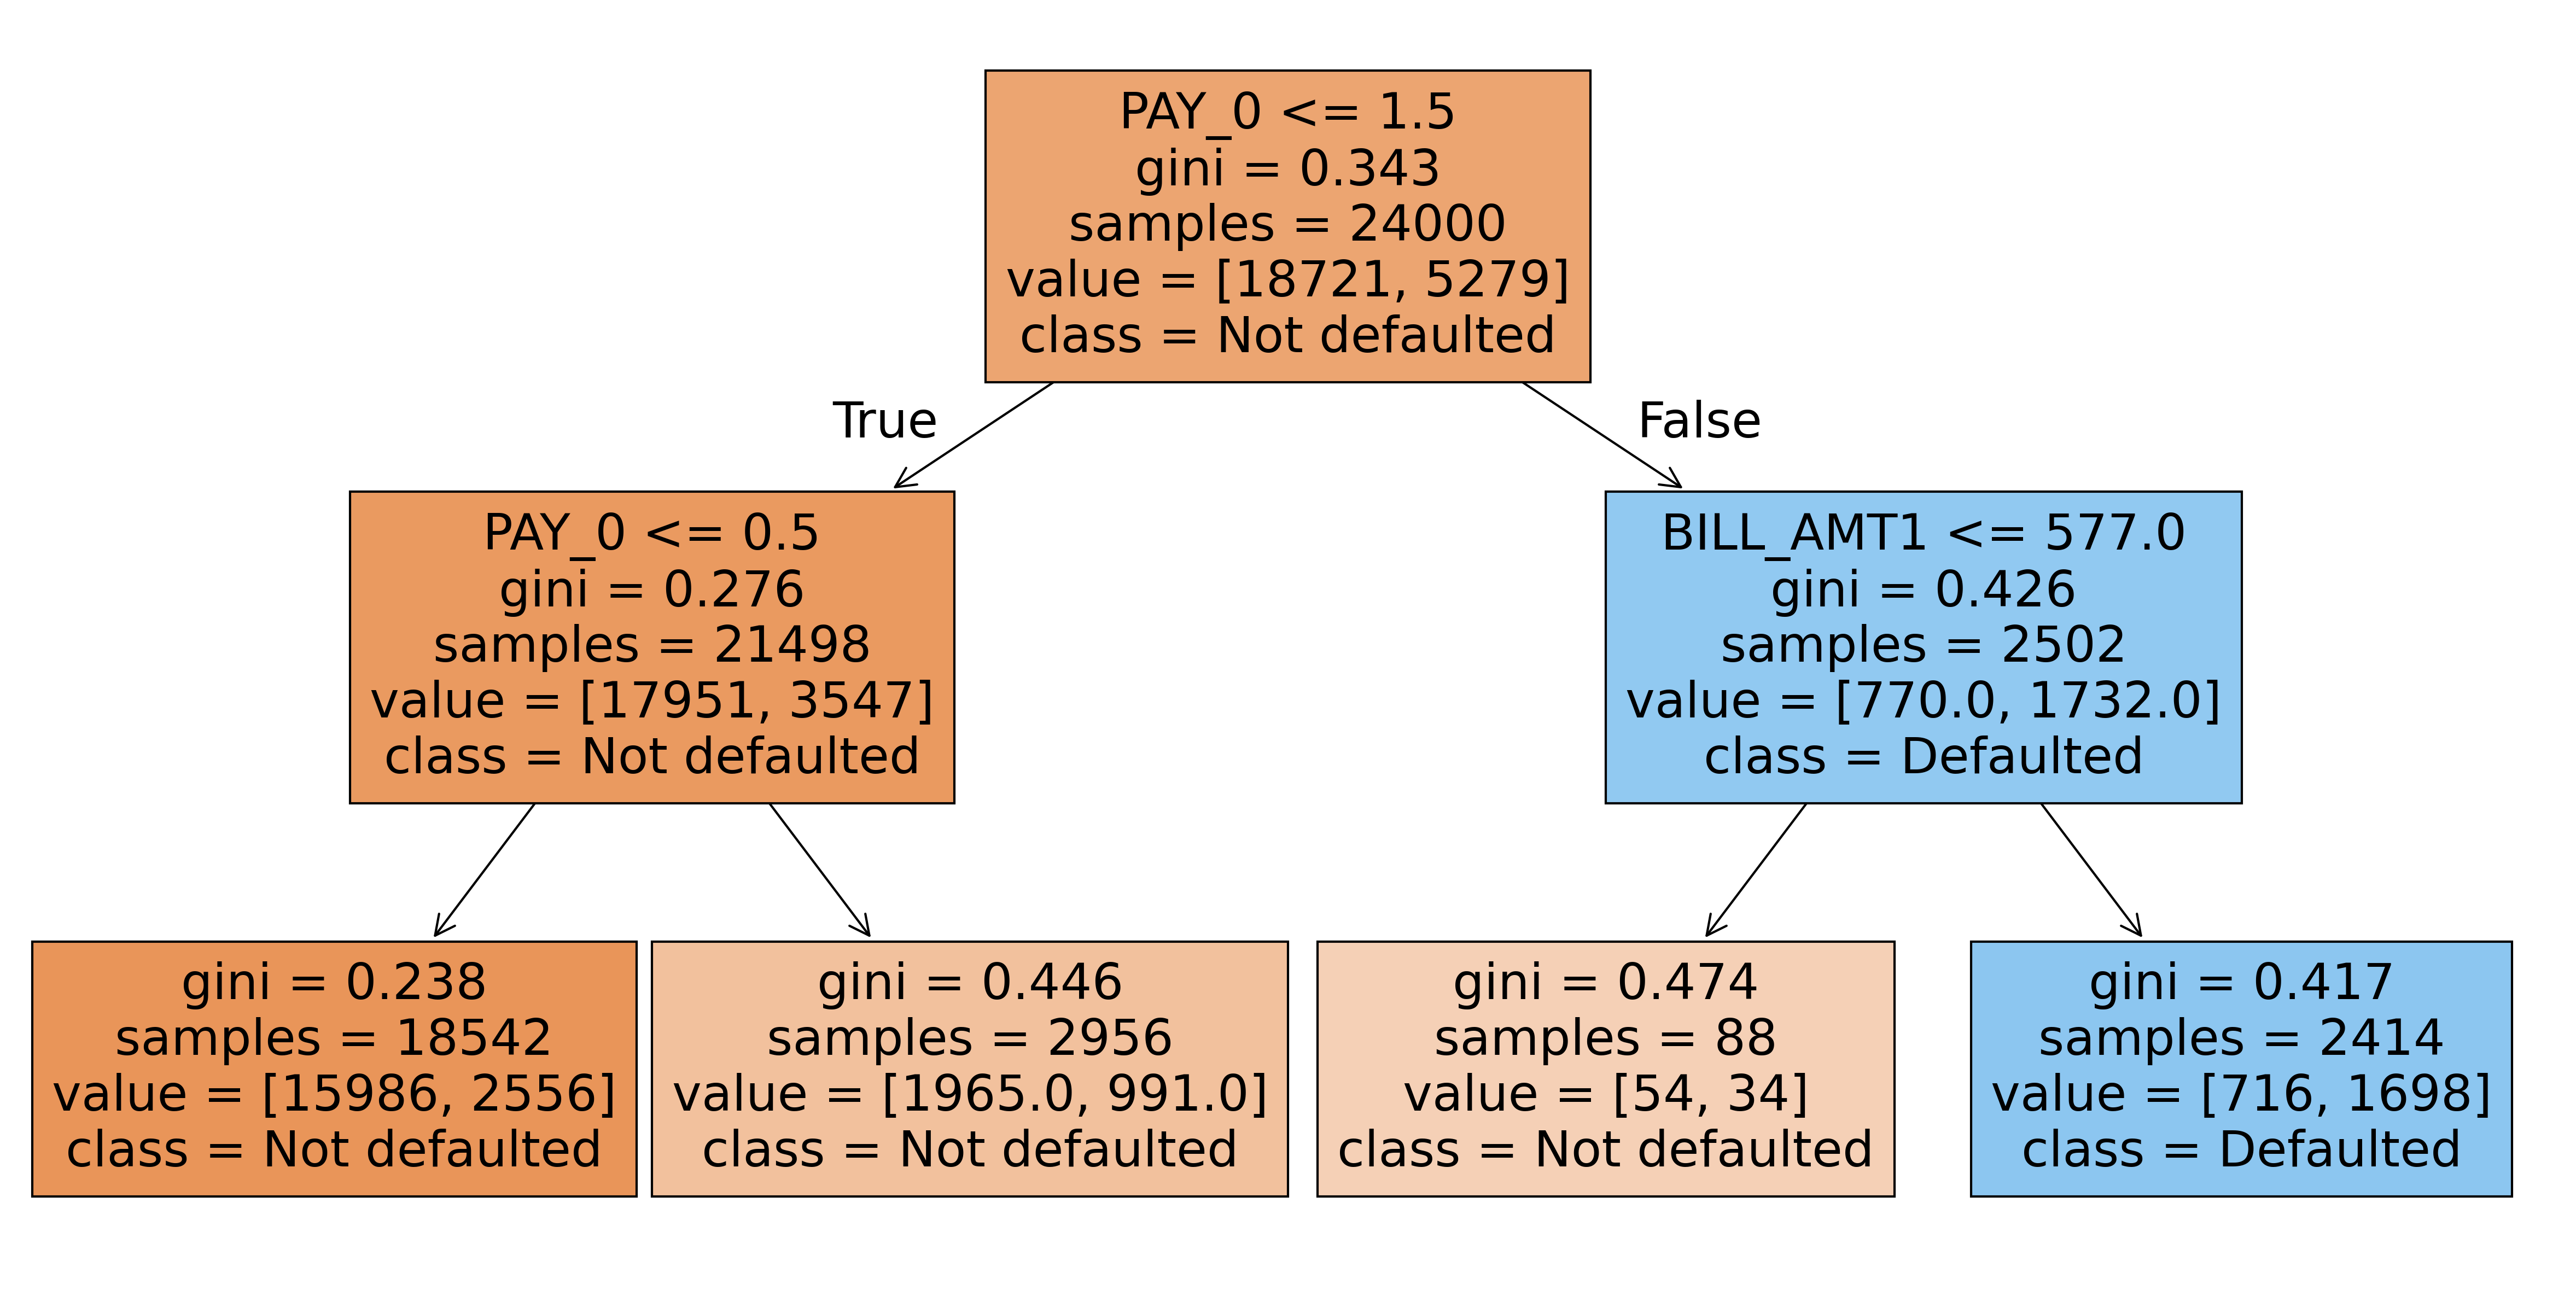 PAY_0 <= 1.5
gini = 0.343
samples = 24000
value = [18721, 5279]
class = Not defaulted
True
False
PAY_0 <= 0.5
gini = 0.276
samples = 21498
value = [17951, 3547]
class = Not defaulted
BILL_AMT1 <= 577.0
gini = 0.426
samples = 2502
value = [770.0, 1732.0]
class = Defaulted
gini = 0.238
samples = 18542
value = [15986, 2556]
class = Not defaulted
gini = 0.446
samples = 2956
value = [1965.0, 991.0]
class = Not defaulted
gini = 0.474
samples = 88
value = [54, 34]
class = Not defaulted
gini = 0.417
samples = 2414
value = [716, 1698]
class = Defaulted